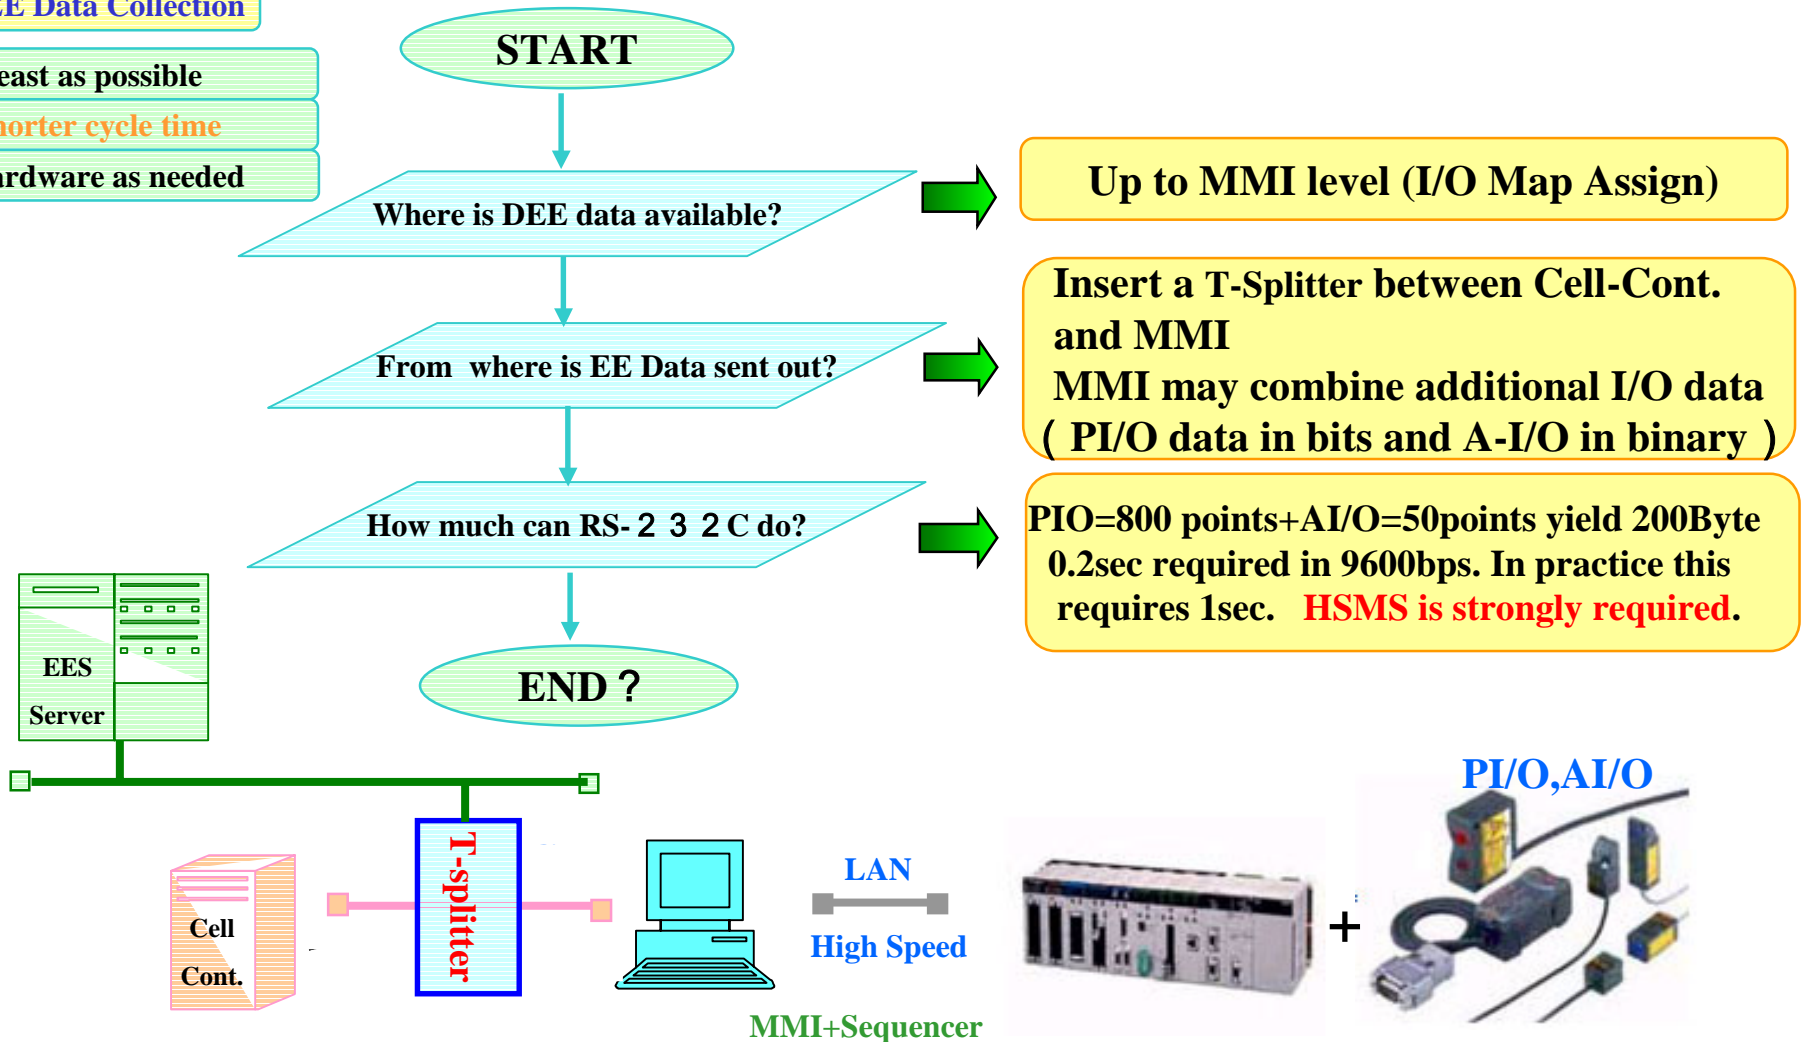 EE Data Collection
east as possible
horter cycle time
ardware as needed
START
Where is DEE data available?
Up to MMI level (I/O Map Assign)
From where is EE Data sent out?
Insert a T-Splitter between Cell-Cont.
and MMI
MMI may combine additional I/O data
( PI/O data in bits and A-I/O in binary )
How much can RS-２３２C do?
PIO=800 points+AI/O=50points yield 200Byte
0.2sec required in 9600bps. In practice this
requires 1sec. HSMS is strongly required.
END？
EES
Server
T-splitter
Cell
Cont.
LAN
High Speed
MMI+Sequencer
PI/O,AI/O
+